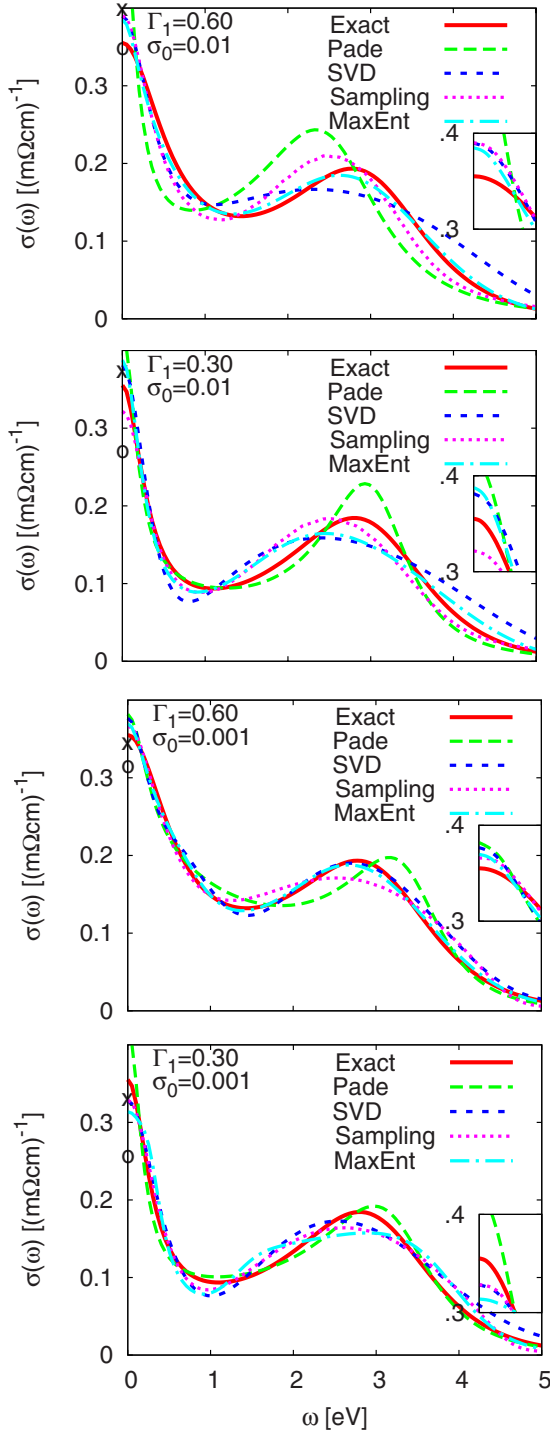 Γ₁=0.60
σ₀=0.01
Exact
Pade
SVD
Sampling
MaxEnt
0.4
0.3
0.2
0.1
0
σ(ω) [(mΩcm)⁻¹]
.4
.3
Γ₁=0.30
σ₀=0.01
Exact
Pade
SVD
Sampling
MaxEnt
0.3
0.2
0.1
0
σ(ω) [(mΩcm)⁻¹]
.4
.3
Γ₁=0.60
σ₀=0.001
Exact
Pade
SVD
Sampling
MaxEnt
0.3
0.2
0.1
0
σ(ω) [(mΩcm)⁻¹]
.4
.3
Γ₁=0.30
σ₀=0.001
Exact
Pade
SVD
Sampling
MaxEnt
0.3
0.2
0.1
0
σ(ω) [(mΩcm)⁻¹]
.4
.3
0 1 2 3 4 5
ω [eV]